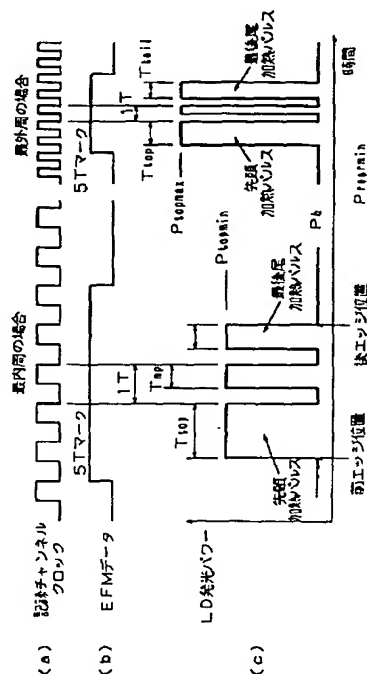 最内周の場合
最外周の場合
(a)
記録チャンネル
クロック
5Tマーク
5Tマーク
(b)
EFMデータ
1T
1T
Tmp
Ttop
Ttop
Ttail
LD発光パワー
Ptopmax
Ptopmin
(c)
先頭
加熱パルス
最後尾
加熱パルス
先頭
加熱パルス
最後尾
加熱パルス
Pb
前エッジ位置
後エッジ位置
時間